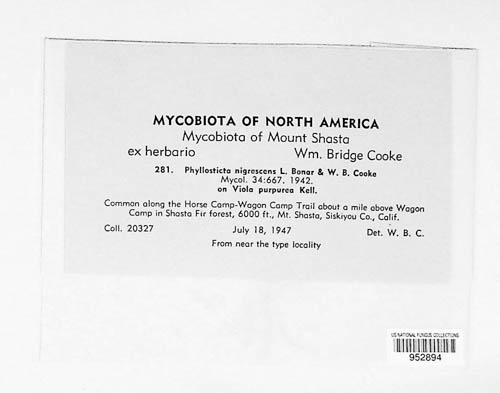 MYCOBIOTA OF NORTH AMERICA
Mycobiota of Mount Shasta
ex herbario Wm. Bridge Cooke
281. Phyllosticta nigrescens L. Bonar & W. B. Cooke
Mycol. 34:667. 1942.
on Viola purpurea Kell.
Common along the Horse Camp-Wagon Camp Trail about a mile above Wagon
Camp in Shasta Fir forest, 6000 ft., Mt. Shasta, Siskiyou Co., Calif.
Coll. 20327 July 18, 1947 Det. W. B. C.
From near the type locality
US NATIONAL FUNGUS COLLECTIONS
952894